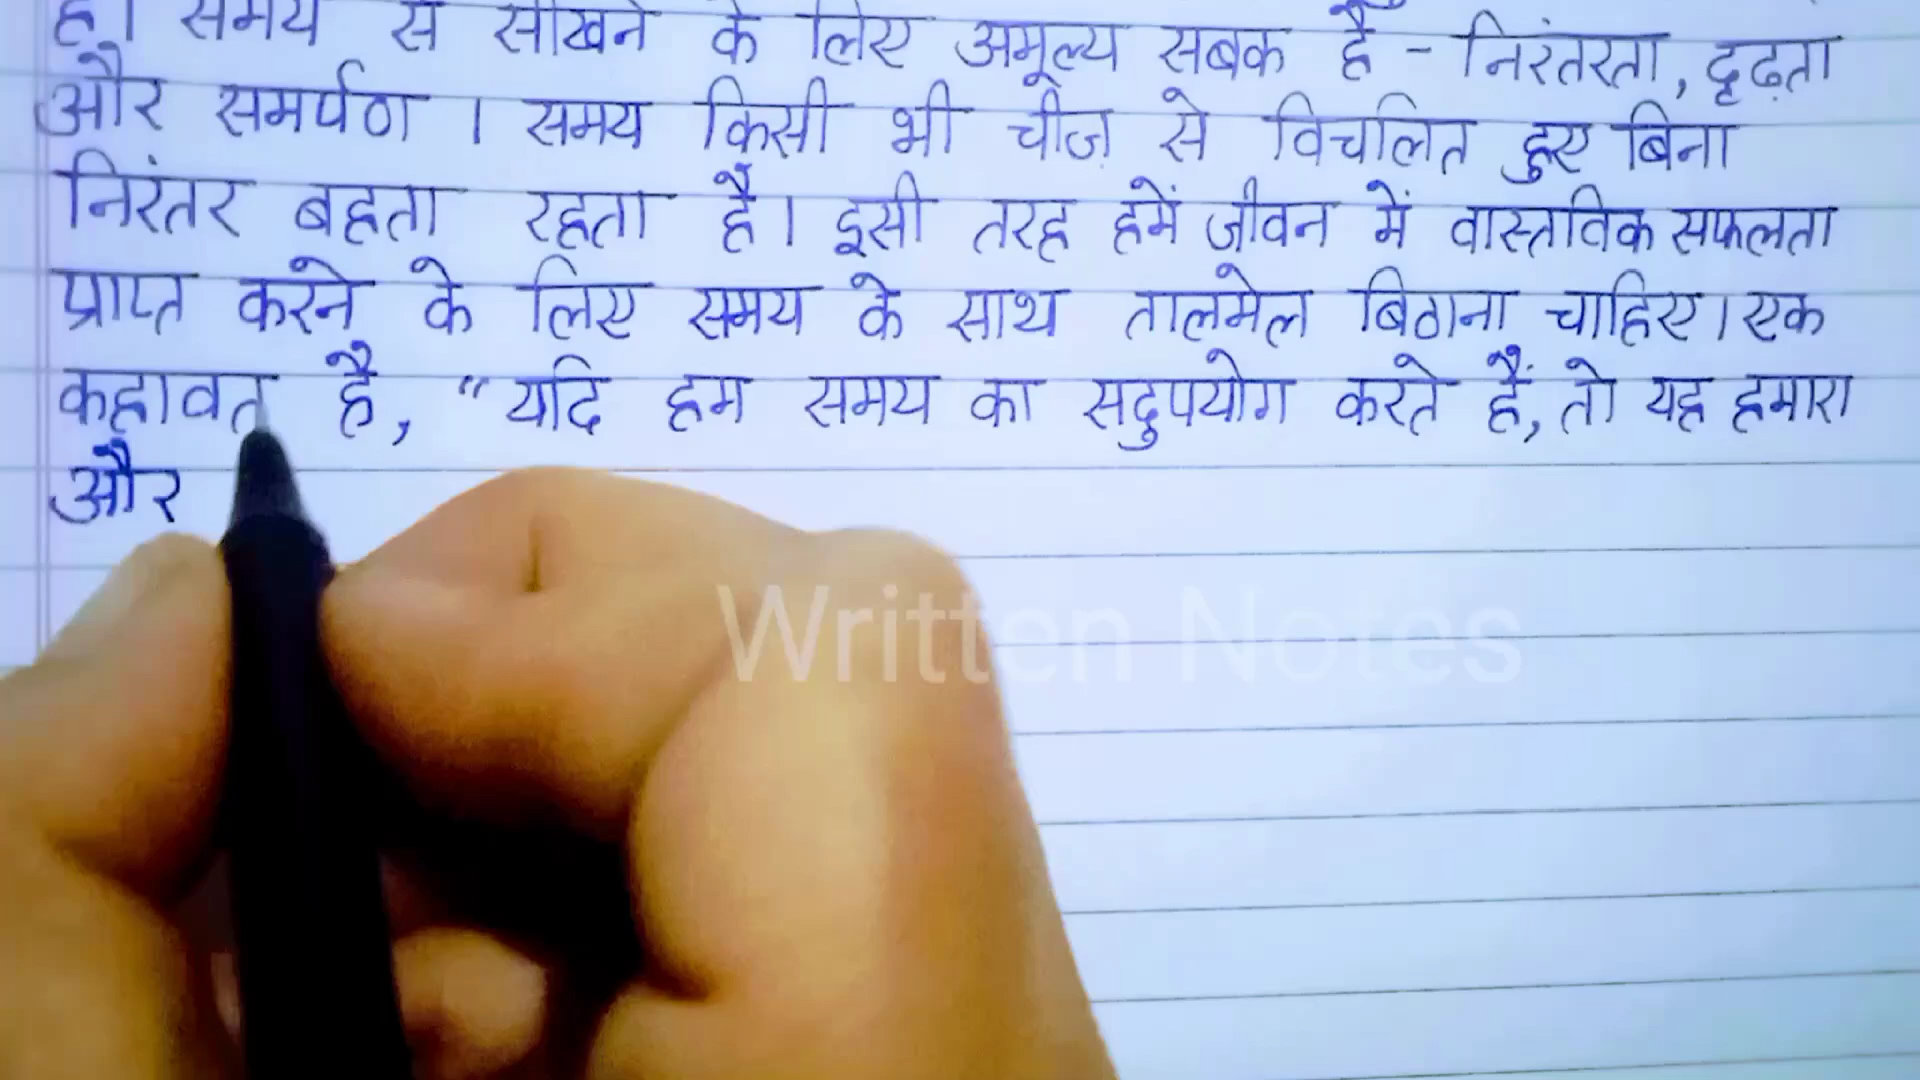 है। समय से सीखने के लिए अमूल्य सबक है - निरंतरता, दृढ़ता
और समर्पण । समय किसी भी चीज़ से विचलित हुए बिना
निरंतर बहता रहता है। इसी तरह हमें जीवन में वास्तविक सफलता
प्राप्त करने के लिए समय के साथ तालमेल बिठाना चाहिए। एक
कहावत है, "यदि हम समय का सदुपयोग करते हैं, तो यह हमारा
और
Written Notes